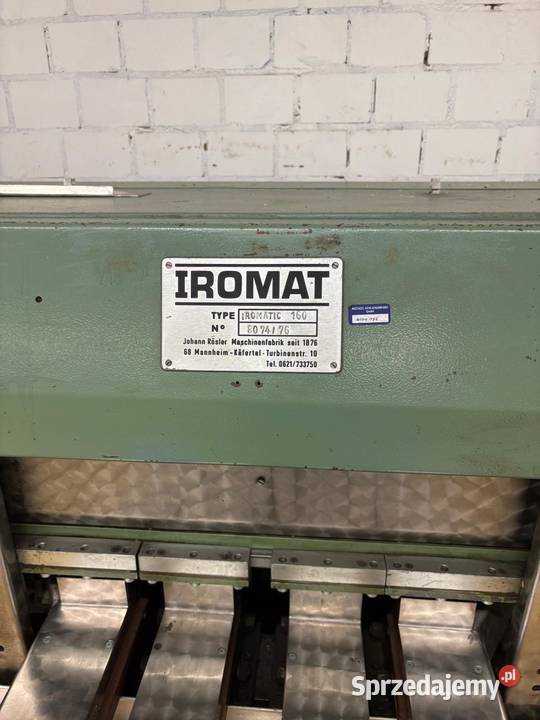 IROMAT
TYPE IROMATIC 160
Nº 8074/76
Johann Rösler Maschinenfabrik seit 1876
68 Mannheim-Käfertal-Turbinenstr. 10
Tel. 0621/733750
Sprzedajemy.pl